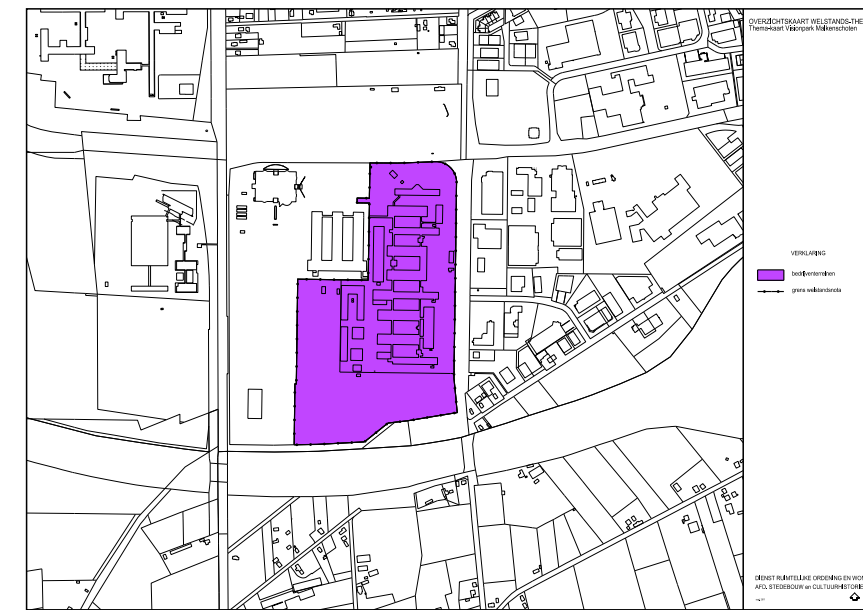 OVERZICHTSKAART WELSTANDS-THE
Thema-kaart Visionpark Malkenschoten
VERKLARING
bedrijventerreinen
grens welstandsnota
DIENST RUIMTELIJKE ORDENING EN WON
AFD. STEDEBOUW en CULTUURHISTORIE